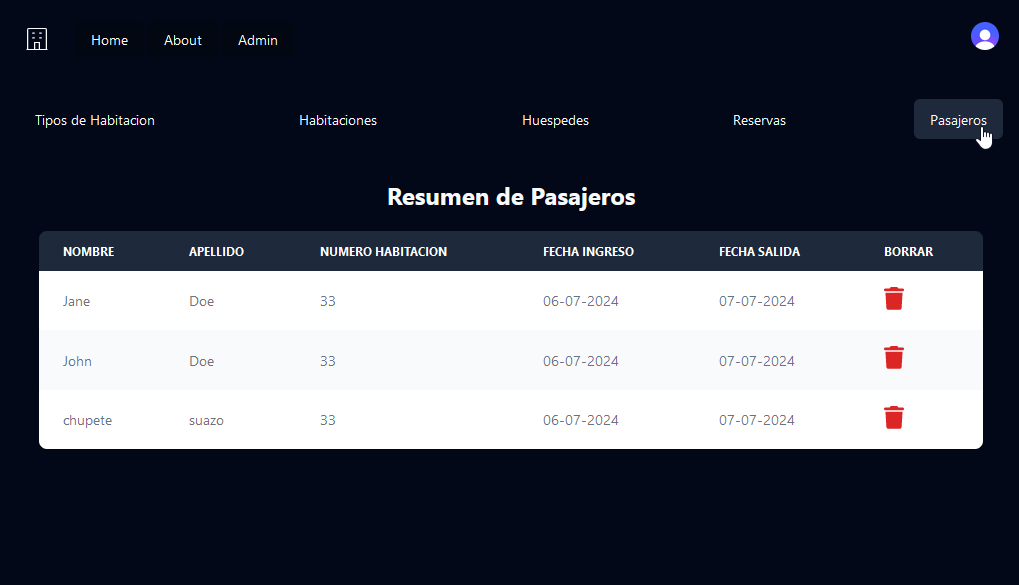 Home About Admin
Tipos de Habitacion Habitaciones Huespedes Reservas Pasajeros
Resumen de Pasajeros
NOMBRE APELLIDO NUMERO HABITACION FECHA INGRESO FECHA SALIDA BORRAR
Jane Doe 33 06-07-2024 07-07-2024
John Doe 33 06-07-2024 07-07-2024
chupete suazo 33 06-07-2024 07-07-2024